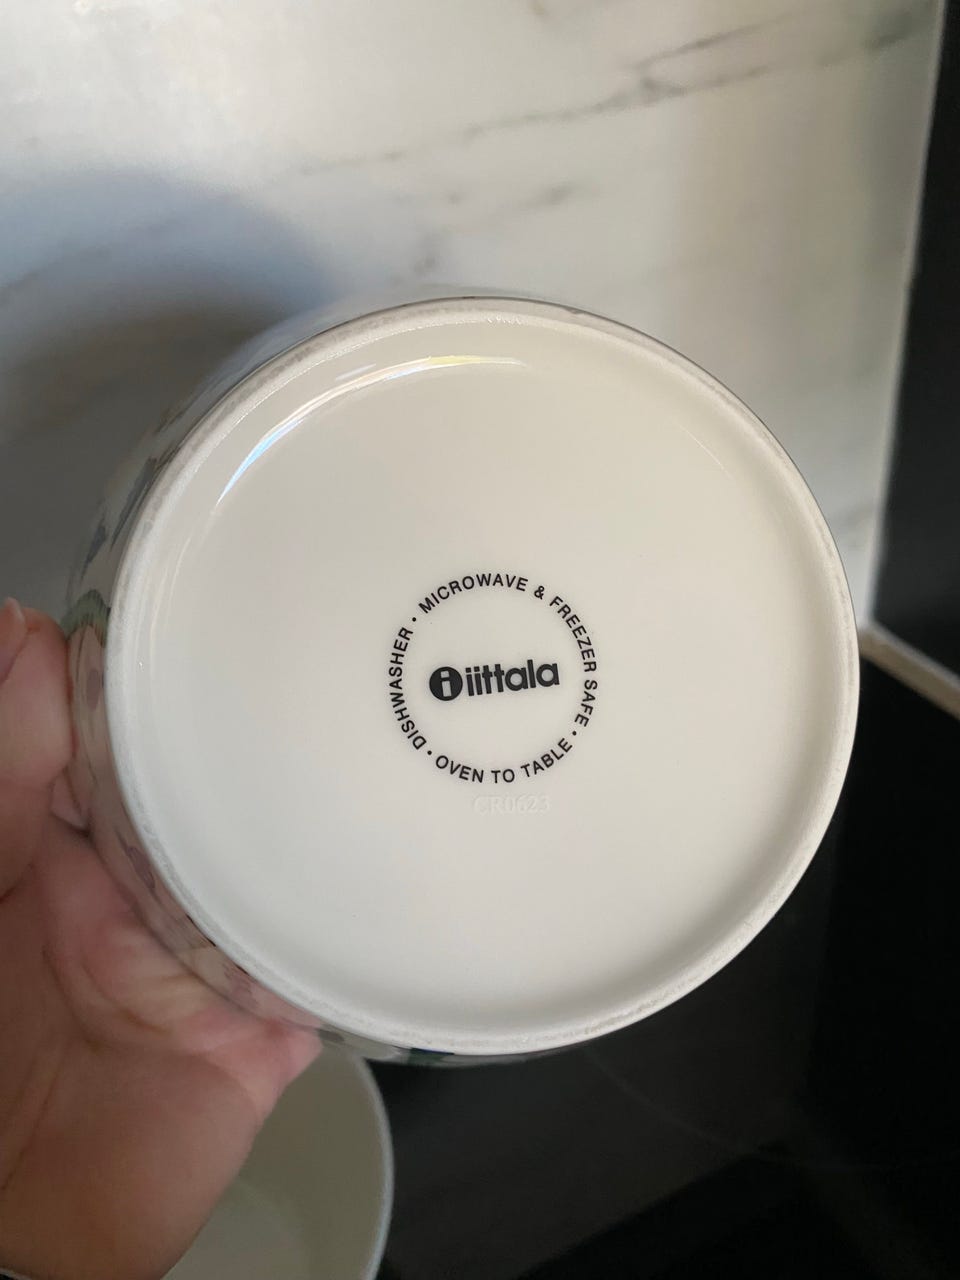 DISHWASHER • MICROWAVE & FREEZER SAFE • OVEN TO TABLE •
i iittala
CR0623